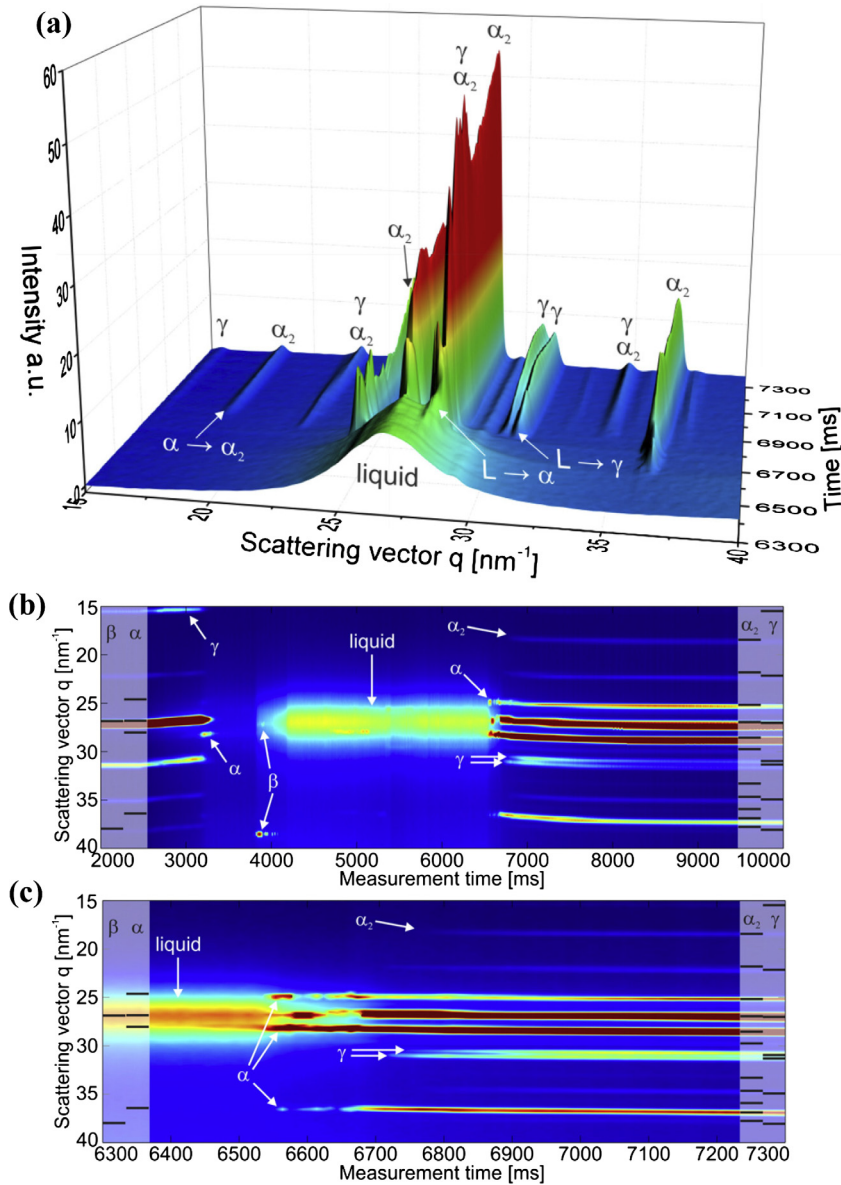 (a)
60
50
40
30
20
10
0
Intensity a.u.
γ
α₂
γ
α₂
α₂
γ
α₂
α₂
γ γ
γ
α₂
α₂
α → α₂
liquid
L → α
L → γ
15
20
25
30
35
40
Scattering vector q [nm⁻¹]
7300
7100
6900
6700
6500
6300
Time [ms]
(b)
15
20
25
30
35
40
Scattering vector q [nm⁻¹]
β α
γ
α
liquid
β
α₂
α
γ
α₂ γ
2000 3000 4000 5000 6000 7000 8000 9000 10000
Measurement time [ms]
(c)
15
20
25
30
35
40
Scattering vector q [nm⁻¹]
β α
liquid
α₂
α
γ
α₂ γ
6300 6400 6500 6600 6700 6800 6900 7000 7100 7200 7300
Measurement time [ms]